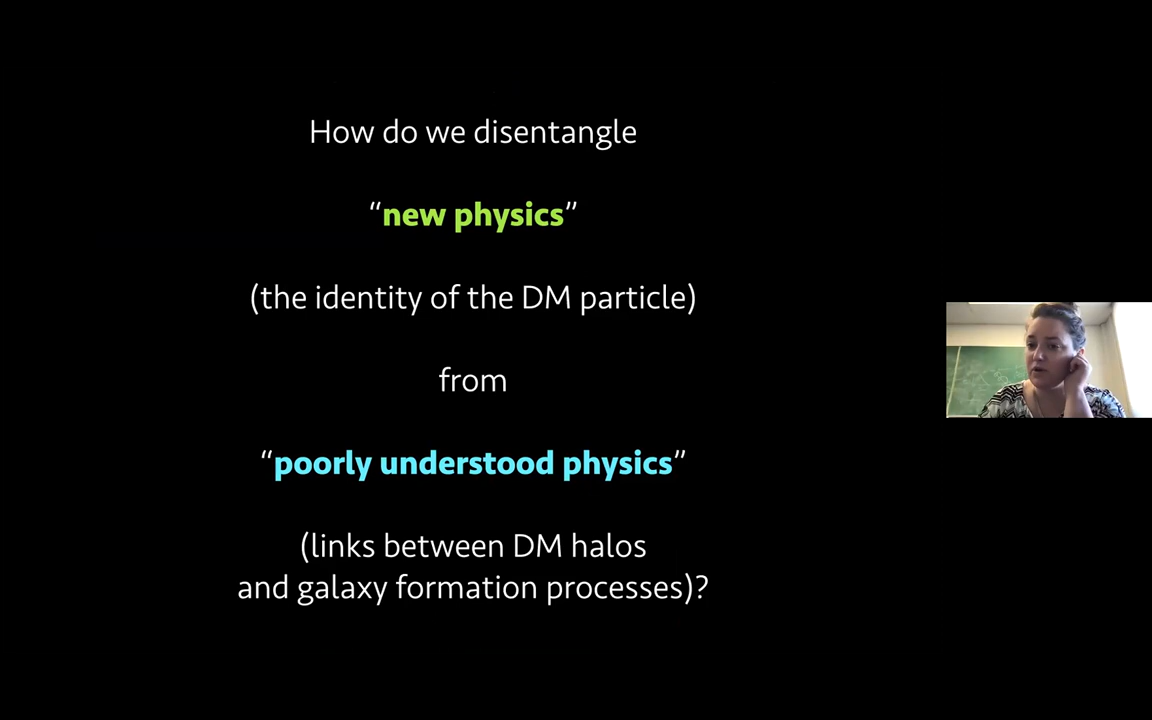 How do we disentangle
“new physics”
(the identity of the DM particle)
from
“poorly understood physics”
(links between DM halos
and galaxy formation processes)?